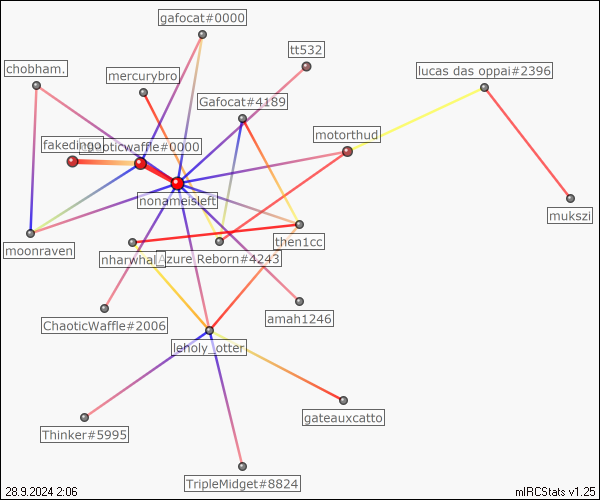 gafocat#0000
tt532
chobham.
mercurybro
lucas das oppai#2396
Gafocat#4189
motorthud
fakedingo
chaoticwaffle#0000
nonameisleft
mukszi
moonraven
then1cc
nharwhal
Azure Reborn#4243
ChaoticWaffle#2006
amah1246
leholy_otter
gateauxcatto
Thinker#5995
TripleMidget#8824
28.9.2024 2:06
mIRCStats v1.25